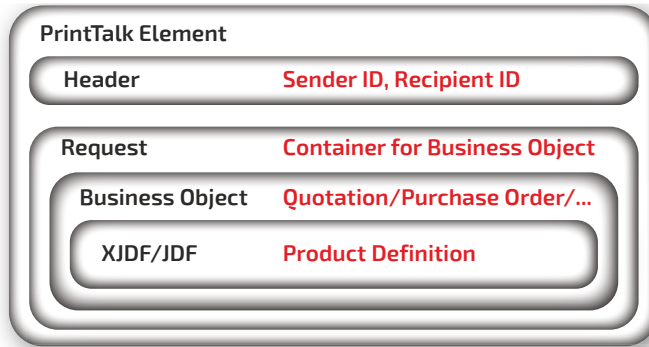 PrintTalk Element
Header Sender ID, Recipient ID
Request Container for Business Object
Business Object Quotation/Purchase Order/...
XJDF/JDF Product Definition